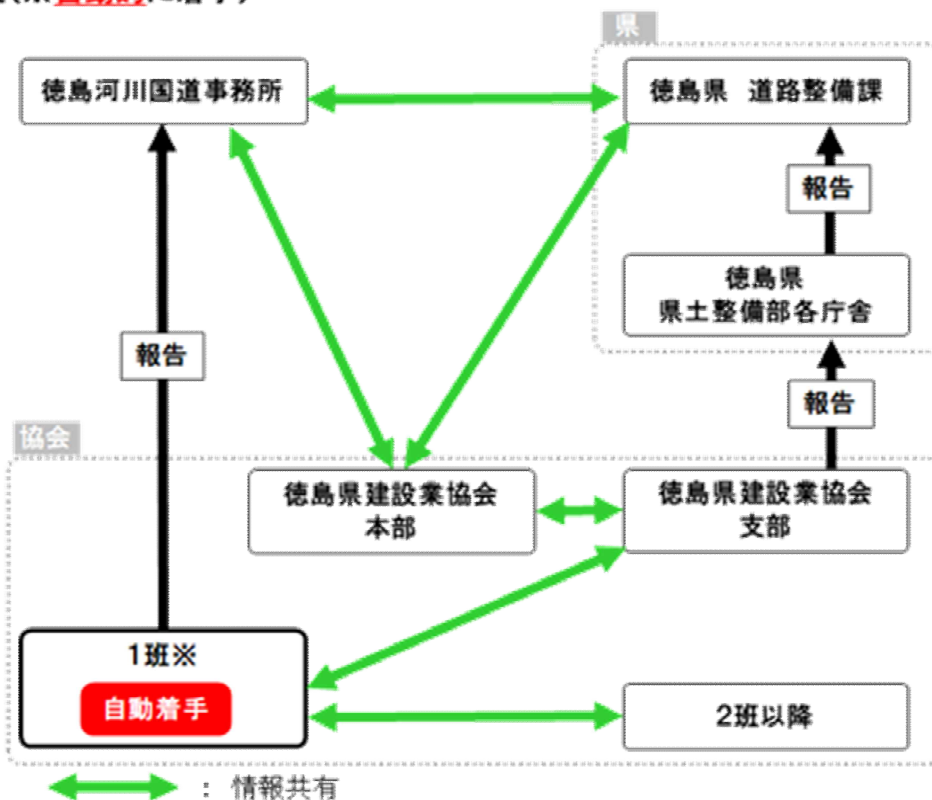 県
徳島河川国道事務所
徳島県 道路整備課
報告
徳島県
県土整備部各庁舎
報告
報告
協会
徳島県建設業協会
本部
徳島県建設業協会
支部
1班※
自動着手
2班以降
: 情報共有